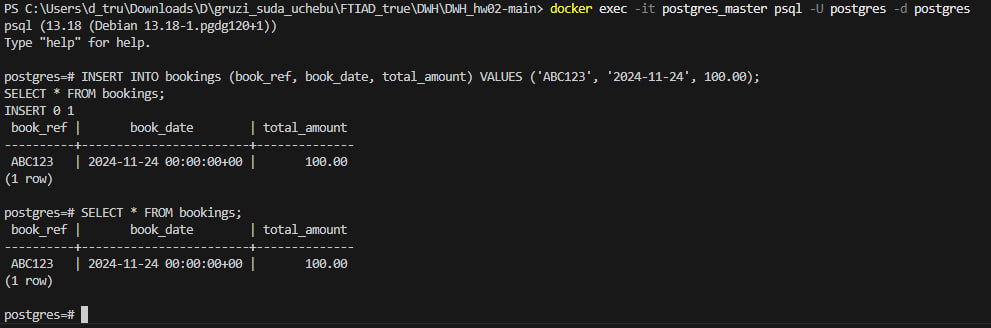 PS C:\Users\d_tru\Downloads\D\gruzi_suda_uchebu\FTIAD_true\DWH\DWH_hw02-main> docker exec -it postgres_master psql -U postgres -d postgres
psql (13.18 (Debian 13.18-1.pgdg120+1))
Type "help" for help.

postgres=# INSERT INTO bookings (book_ref, book_date, total_amount) VALUES ('ABC123', '2024-11-24', 100.00);
SELECT * FROM bookings;
INSERT 0 1
 book_ref |       book_date        | total_amount
----------+------------------------+--------------
 ABC123   | 2024-11-24 00:00:00+00 |       100.00
(1 row)

postgres=# SELECT * FROM bookings;
 book_ref |       book_date        | total_amount
----------+------------------------+--------------
 ABC123   | 2024-11-24 00:00:00+00 |       100.00
(1 row)

postgres=#